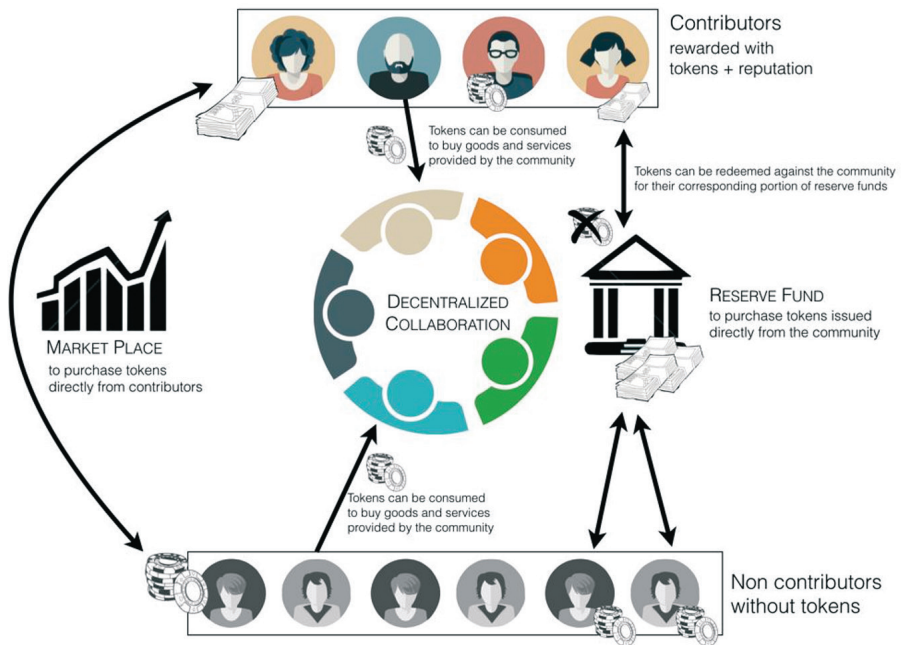 Contributors
rewarded with
tokens + reputation
Tokens can be consumed
to buy goods and services
provided by the community
Tokens can be redeemed against the community
for their corresponding portion of reserve funds
DECENTRALIZED
COLLABORATION
RESERVE FUND
to purchase tokens issued
directly from the community
MARKET PLACE
to purchase tokens
directly from contributors
Tokens can be consumed
to buy goods and services
provided by the community
Non contributors
without tokens